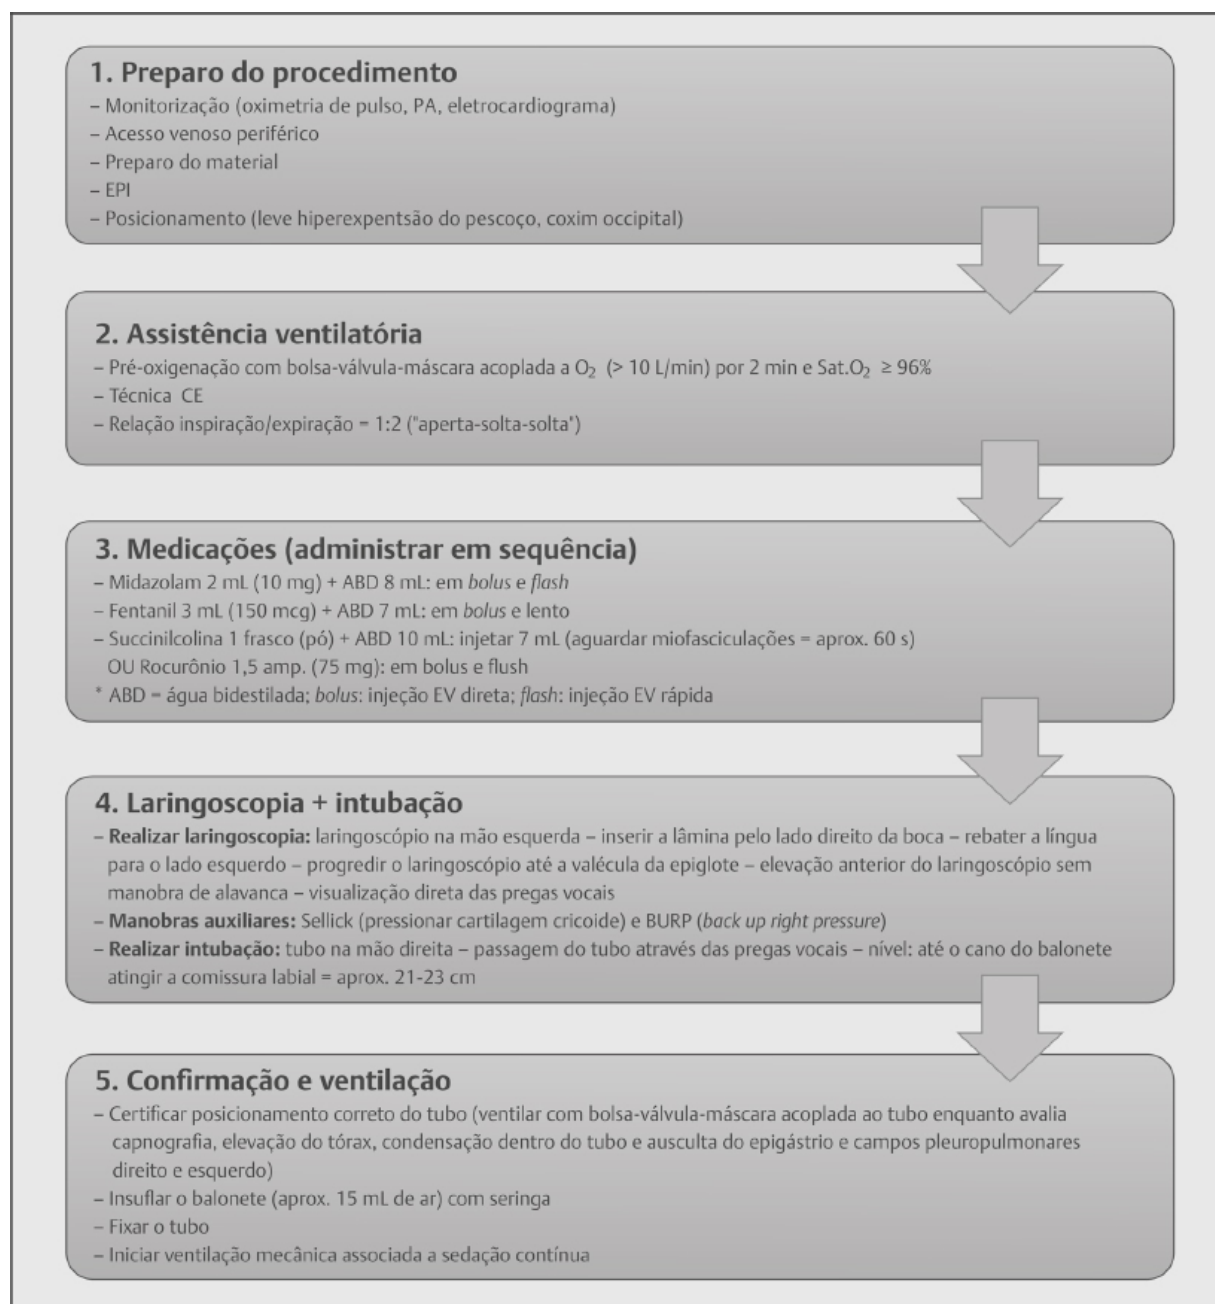 1. Preparo do procedimento
– Monitorização (oximetria de pulso, PA, eletrocardiograma)
– Acesso venoso periférico
– Preparo do material
– EPI
– Posicionamento (leve hiperexpentsão do pescoço, coxim occipital)
2. Assistência ventilatória
– Pré-oxigenação com bolsa-válvula-máscara acoplada a O₂ (> 10 L/min) por 2 min e Sat.O₂ ≥ 96%
– Técnica CE
– Relação inspiração/expiração = 1:2 ("aperta-solta-solta")
3. Medicações (administrar em sequência)
– Midazolam 2 mL (10 mg) + ABD 8 mL: em bolus e flash
– Fentanil 3 mL (150 mcg) + ABD 7 mL: em bolus e lento
– Succinilcolina 1 frasco (pó) + ABD 10 mL: injetar 7 mL (aguardar miofasciculações = aprox. 60 s)
OU Rocurônio 1,5 amp. (75 mg): em bolus e flush
* ABD = água bidestilada; bolus: injeção EV direta; flash: injeção EV rápida
4. Laringoscopia + intubação
– Realizar laringoscopia: laringoscópio na mão esquerda – inserir a lâmina pelo lado direito da boca – rebater a língua
para o lado esquerdo – progredir o laringoscópio até a valécula da epiglote – elevação anterior do laringoscópio sem
manobra de alavanca – visualização direta das pregas vocais
– Manobras auxiliares: Sellick (pressionar cartilagem cricoide) e BURP (back up right pressure)
– Realizar intubação: tubo na mão direita – passagem do tubo através das pregas vocais – nível: até o cano do balonete
atingir a comissura labial = aprox. 21-23 cm
5. Confirmação e ventilação
– Certificar posicionamento correto do tubo (ventilar com bolsa-válvula-máscara acoplada ao tubo enquanto avalia
capnografia, elevação do tórax, condensação dentro do tubo e ausculta do epigástrio e campos pleuropulmonares
direito e esquerdo)
– Insuflar o balonete (aprox. 15 mL de ar) com seringa
– Fixar o tubo
– Iniciar ventilação mecânica associada a sedação contínua